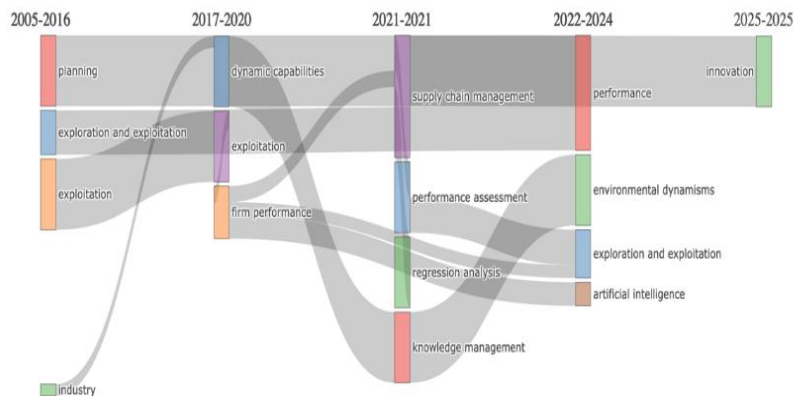 2005-2016
2017-2020
2021-2021
2022-2024
2025-2025
planning
exploration and exploitation
exploitation
industry
dynamic capabilities
exploitation
firm performance
supply chain management
performance assessment
regression analysis
knowledge management
performance
environmental dynamisms
exploration and exploitation
artificial intelligence
innovation